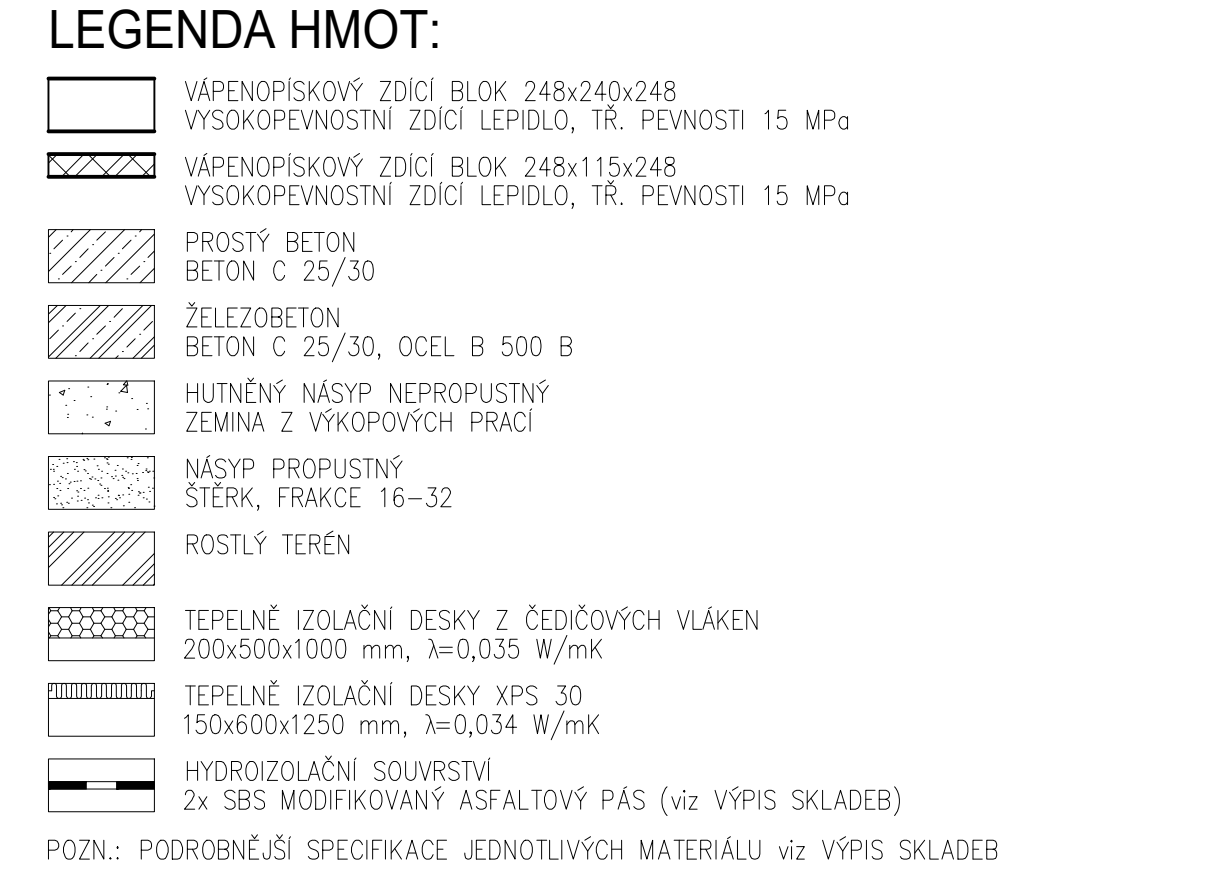 LEGENDA HMOT:
VÁPENOPÍSKOVÝ ZDÍCÍ BLOK 248x240x248
VYSOKOPEVNOSTNÍ ZDÍCÍ LEPIDLO, TŘ. PEVNOSTI 15 MPa
VÁPENOPÍSKOVÝ ZDÍCÍ BLOK 248x115x248
VYSOKOPEVNOSTNÍ ZDÍCÍ LEPIDLO, TŘ. PEVNOSTI 15 MPa
PROSTÝ BETON
BETON C 25/30
ŽELEZOBETON
BETON C 25/30, OCEL B 500 B
HUTNĚNÝ NÁSYP NEPROPUSTNÝ
ZEMINA Z VÝKOPOVÝCH PRACÍ
NÁSYP PROPUSTNÝ
ŠTĚRK, FRAKCE 16-32
ROSTLÝ TERÉN
TEPELNĚ IZOLAČNÍ DESKY Z ČEDIČOVÝCH VLÁKEN
200x500x1000 mm, λ=0,035 W/mK
TEPELNĚ IZOLAČNÍ DESKY XPS 30
150x600x1250 mm, λ=0,034 W/mK
HYDROIZOLAČNÍ SOUVRSTVÍ
2x SBS MODIFIKOVANÝ ASFALTOVÝ PÁS (viz VÝPIS SKLADEB)
POZN.: PODROBNĚJŠÍ SPECIFIKACE JEDNOTLIVÝCH MATERIÁLU viz VÝPIS SKLADEB